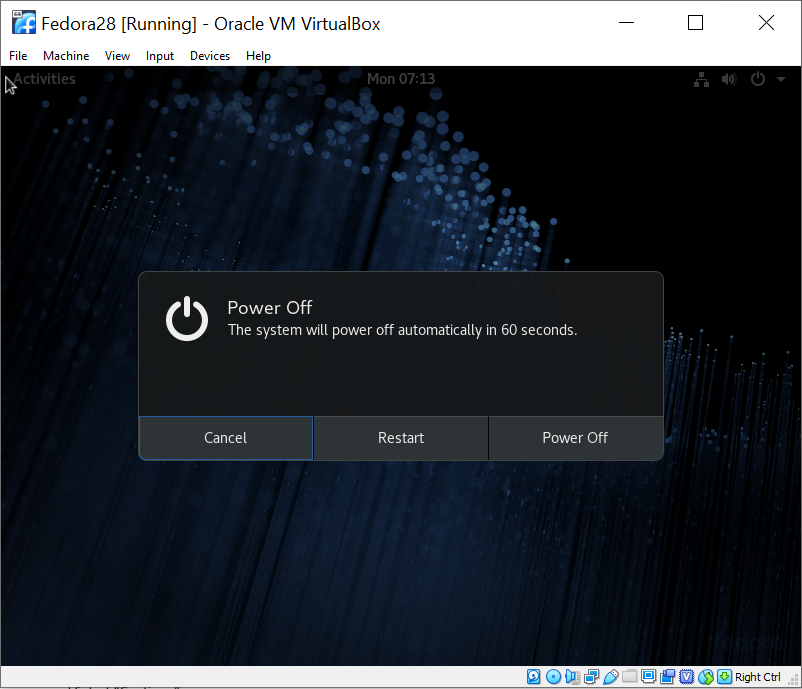 Fedora28 [Running] - Oracle VM VirtualBox
File Machine View Input Devices Help
Activities Mon 07:13
Power Off
The system will power off automatically in 60 seconds.
Cancel Restart Power Off
fedora
Right Ctrl